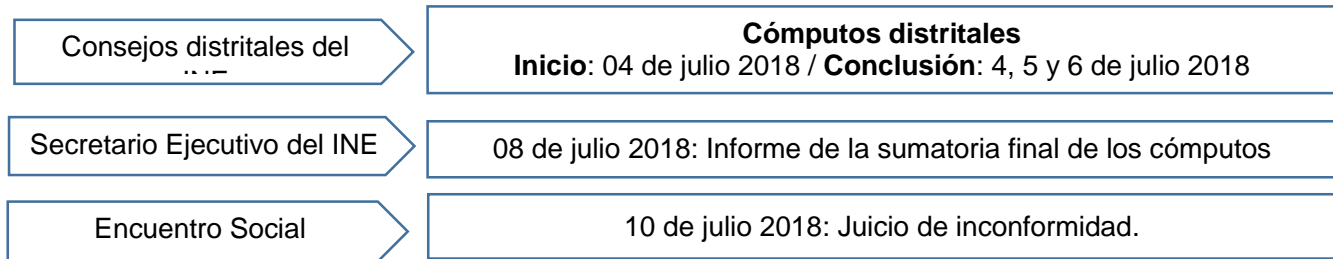 Consejos distritales del
Cómputos distritales
Inicio: 04 de julio 2018 / Conclusión: 4, 5 y 6 de julio 2018
Secretario Ejecutivo del INE
08 de julio 2018: Informe de la sumatoria final de los cómputos
Encuentro Social
10 de julio 2018: Juicio de inconformidad.